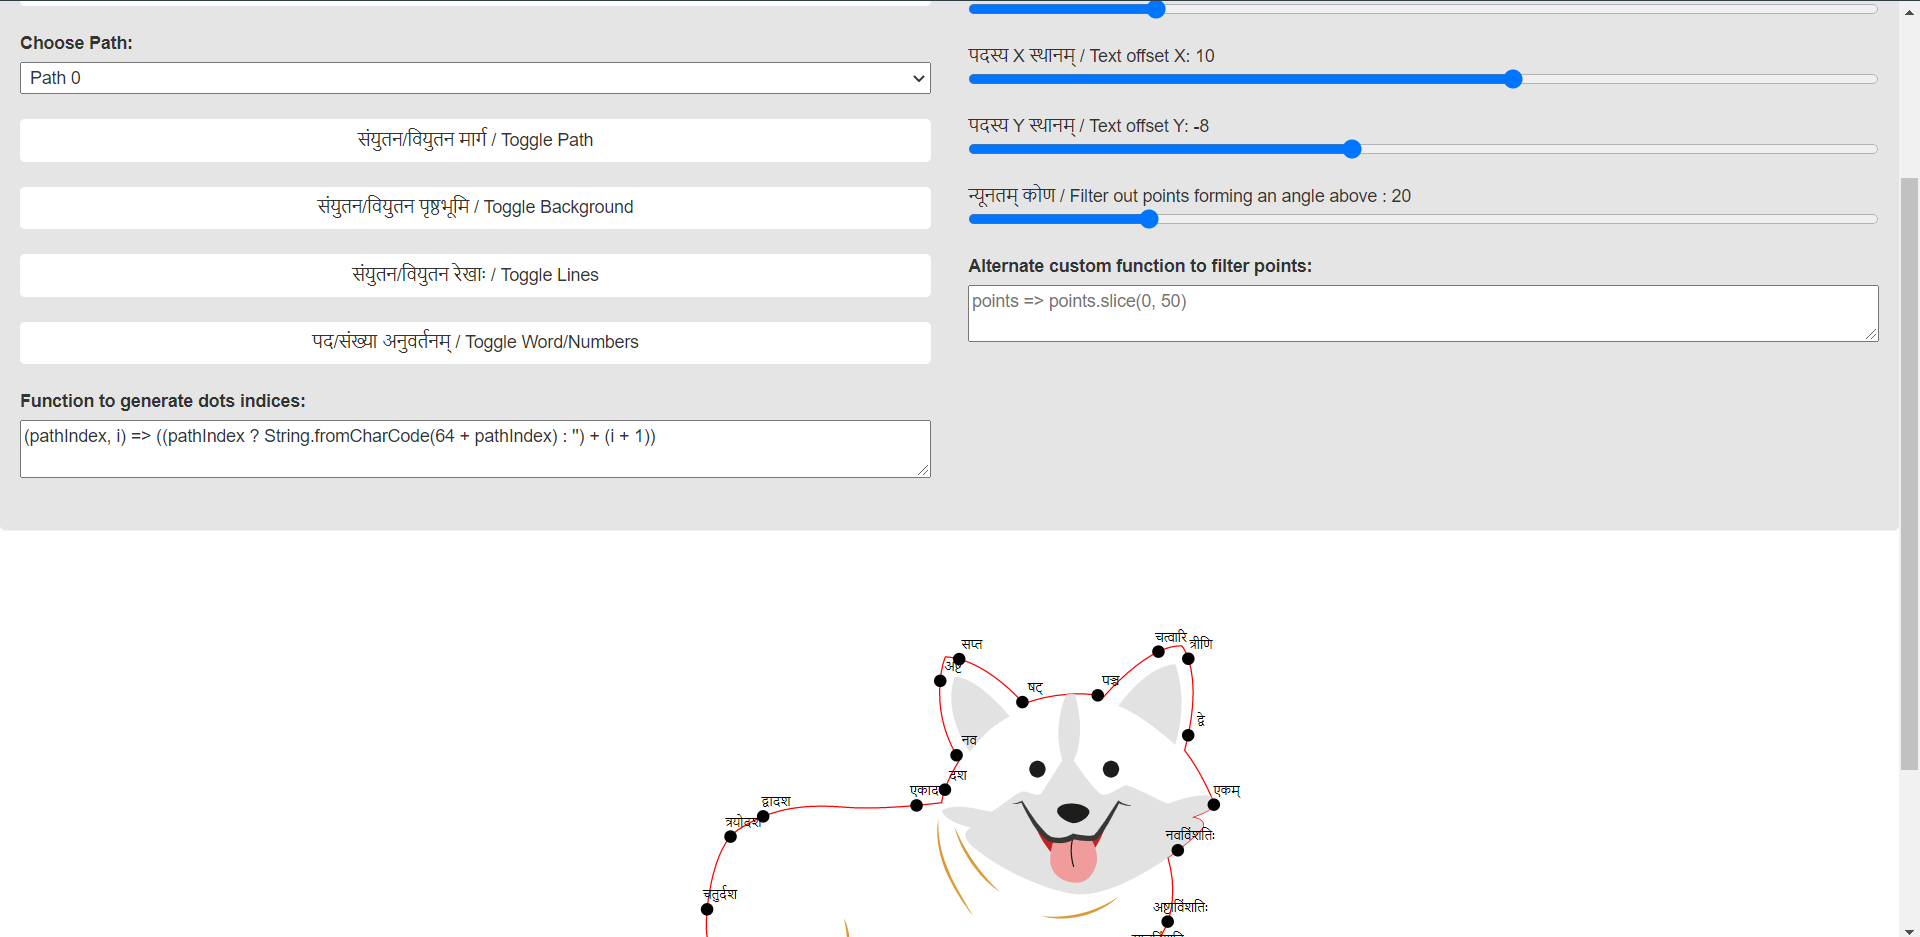 Choose Path:
Path 0
संयुतन/वियुतन मार्ग / Toggle Path
संयुतन/वियुतन पृष्ठभूमि / Toggle Background
संयुतन/वियुतन रेखाः / Toggle Lines
पद/संख्या अनुवर्तनम् / Toggle Word/Numbers
Function to generate dots indices:
(pathIndex, i) => ((pathIndex ? String.fromCharCode(64 + pathIndex) : '') + (i + 1))
पदस्य X स्थानम् / Text offset X: 10
पदस्य Y स्थानम् / Text offset Y: -8
न्यूनतम् कोण / Filter out points forming an angle above : 20
Alternate custom function to filter points:
points => points.slice(0, 50)
चत्वारि
त्रीणि
सप्त
अष्ट
षट्
पञ्च
द्वे
नव
दश
एकम्
द्वादश
त्रयोदश
नवविंशतिः
चतुर्दश
अष्टाविंशतिः